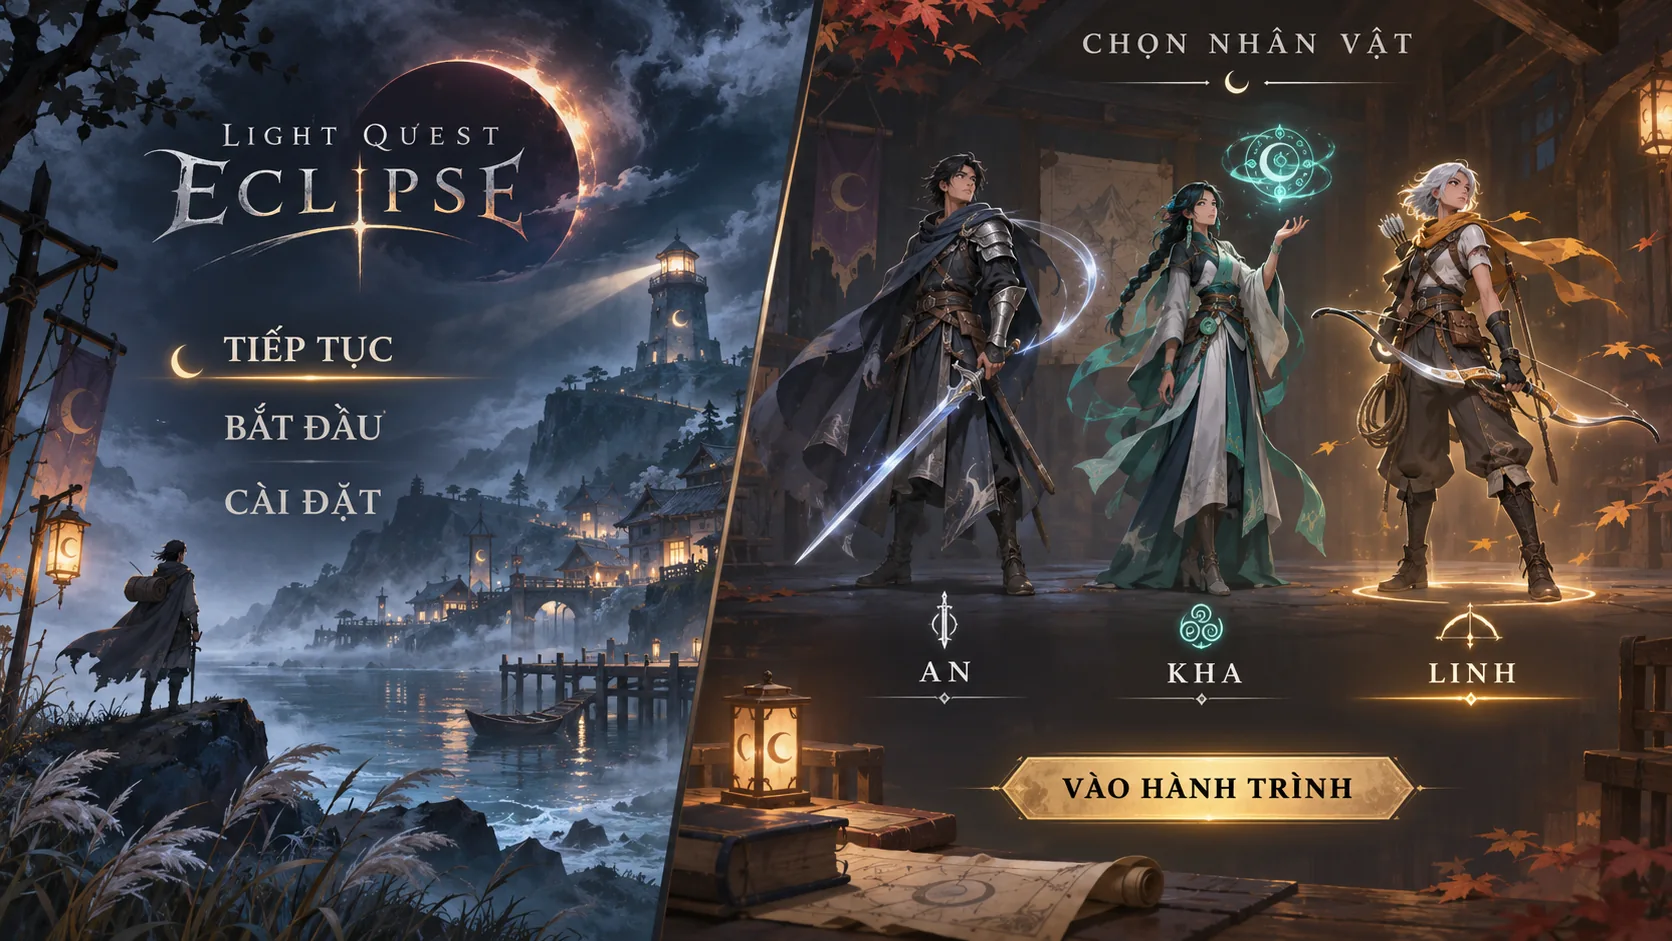 LIGHT QUEST
ECLIPSE
TIẾP TỤC
BẮT ĐẦU
CÀI ĐẶT
CHỌN NHÂN VẬT
AN
KHA
LINH
VÀO HÀNH TRÌNH